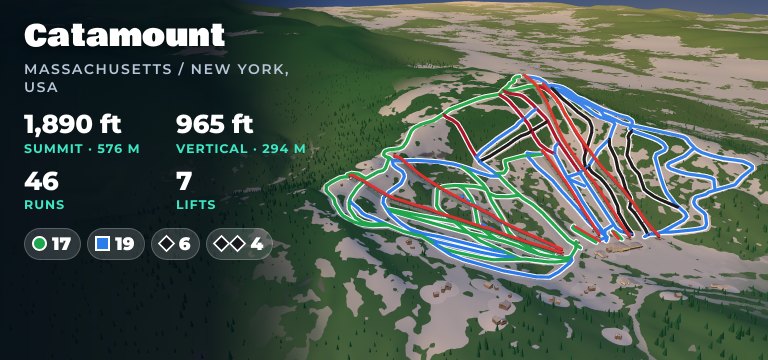 Catamount
MASSACHUSETTS / NEW YORK,
USA
1,890 ft 965 ft
SUMMIT · 576 M VERTICAL · 294 M
46 7
RUNS LIFTS
17 19 6 4